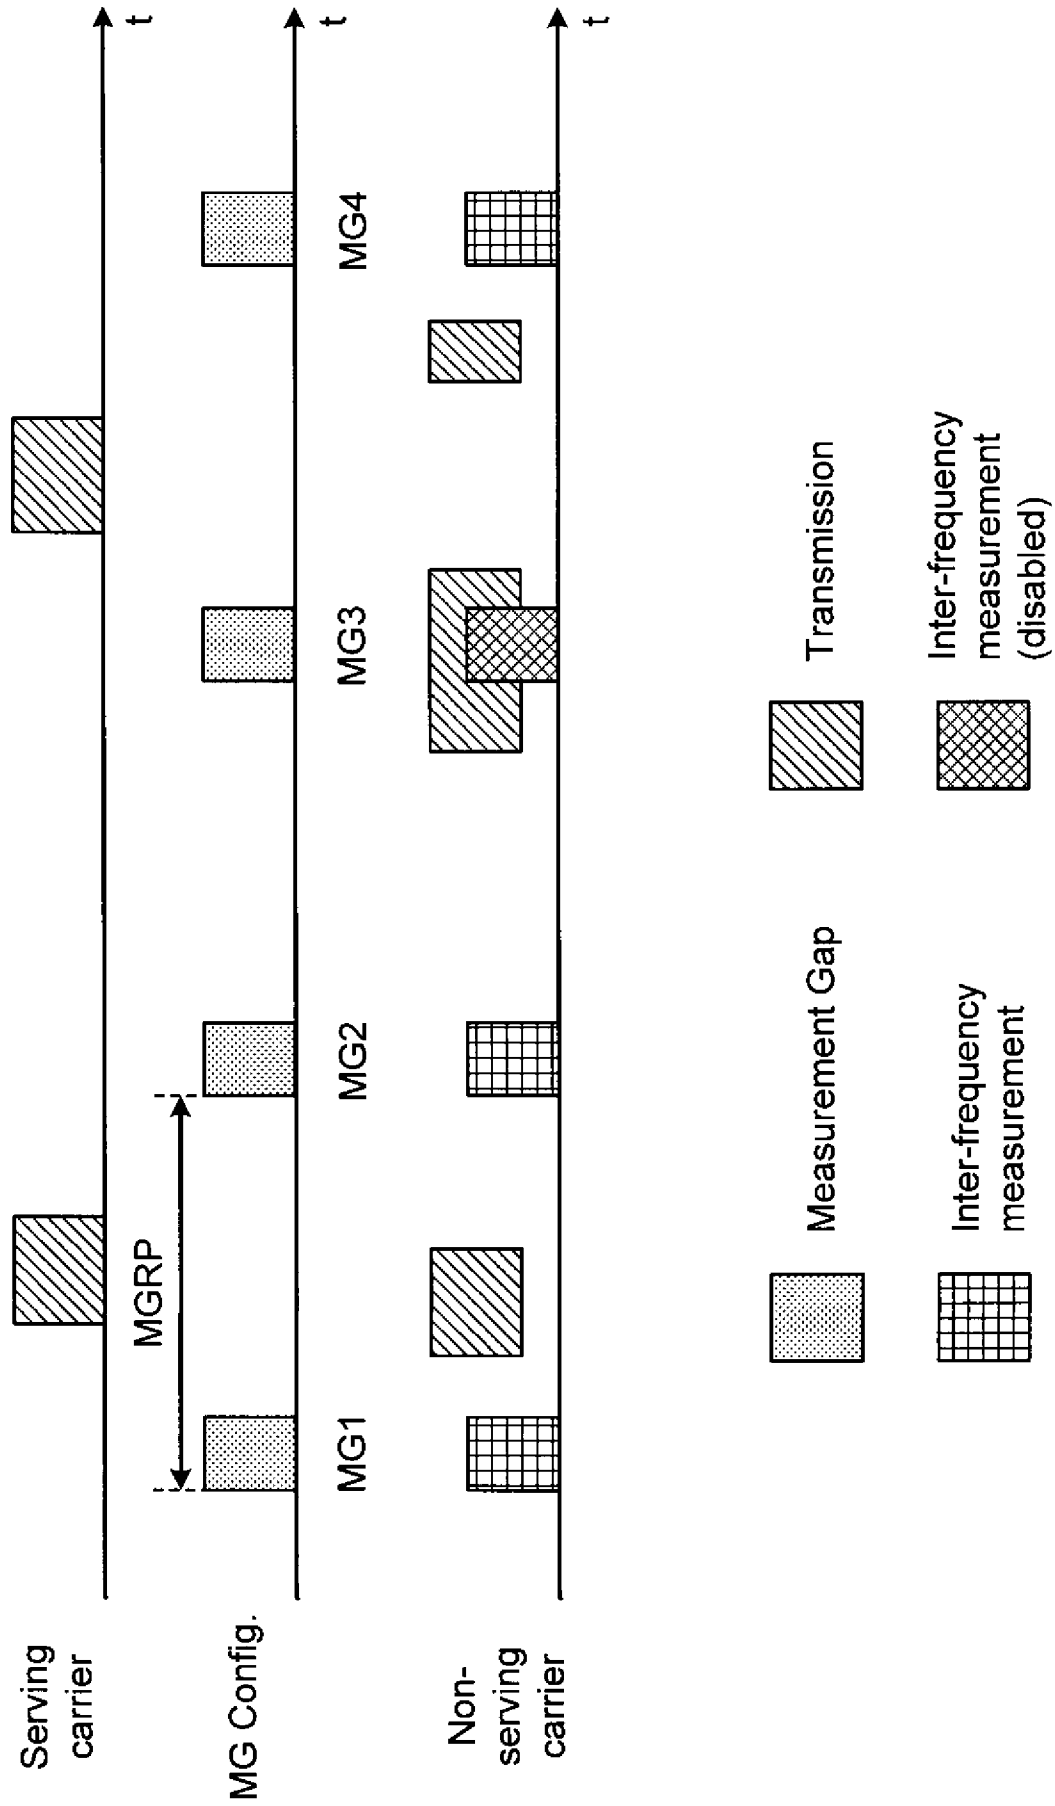 Serving
carrier
t
MGRP
MG Config.
t
MG1
MG2
MG3
MG4
Non-
serving
carrier
t
Measurement Gap
Transmission
Inter-frequency
measurement
Inter-frequency
measurement
(disabled)